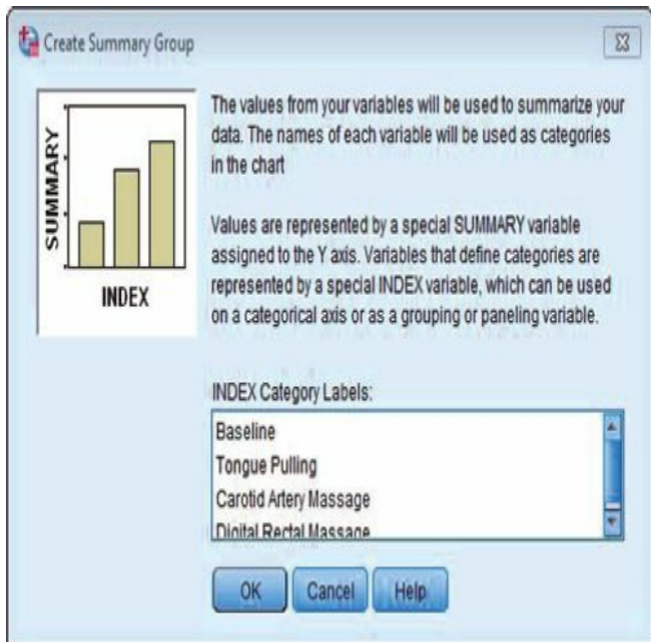 Create Summary Group
SUMMARY
INDEX
The values from your variables will be used to summarize your
data. The names of each variable will be used as categories
in the chart
Values are represented by a special SUMMARY variable
assigned to the Y axis. Variables that define categories are
represented by a special INDEX variable, which can be used
on a categorical axis or as a grouping or paneling variable.
INDEX Category Labels:
Baseline
Tongue Pulling
Carotid Artery Massage
Digital Rectal Massage
OK
Cancel
Help